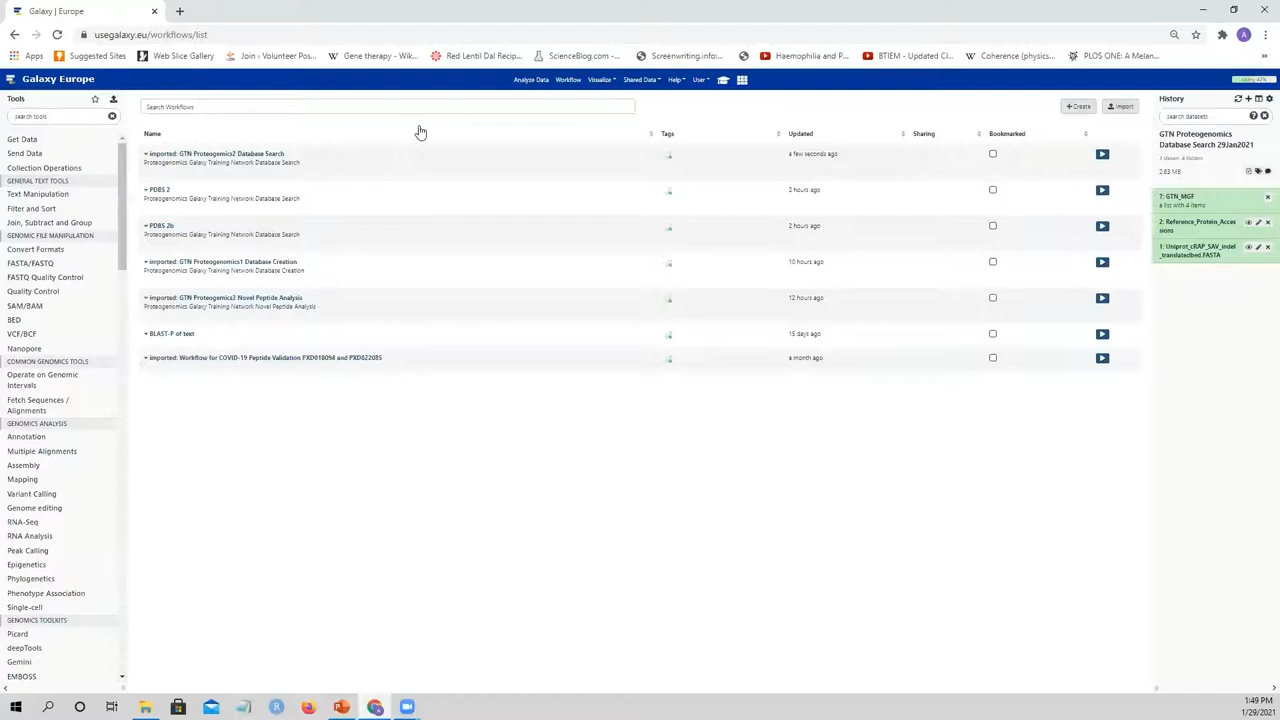 Galaxy | Europe
usegalaxy.eu/workflows/list
A
Apps
Suggested Sites
Web Slice Gallery
Join › Volunteer Pos...
Gene therapy - Wik...
Red Lentil Dal Recip...
ScienceBlog.com -...
Screenwriting.info:...
Haemophilia and P...
BTIEM - Updated Cl...
Coherence (physics...
PLOS ONE: A Melan...
»
Galaxy Europe
Analyze Data
Workflow
Visualize
Shared Data
Help
User
Using 42%
Tools
search tools
Get Data
Send Data
Collection Operations
GENERAL TEXT TOOLS
Text Manipulation
Filter and Sort
Join, Subtract and Group
GENOMIC FILE MANIPULATION
Convert Formats
FASTA/FASTQ
FASTQ Quality Control
Quality Control
SAM/BAM
BED
VCF/BCF
Nanopore
COMMON GENOMICS TOOLS
Operate on Genomic
Intervals
Fetch Sequences /
Alignments
GENOMICS ANALYSIS
Annotation
Multiple Alignments
Assembly
Mapping
Variant Calling
Genome editing
RNA-Seq
RNA Analysis
Peak Calling
Epigenetics
Phylogenetics
Phenotype Association
Single-cell
GENOMICS TOOLKITS
Picard
deepTools
Gemini
EMBOSS
Search Workflows
+ Create
Import
Name
Tags
Updated
Sharing
Bookmarked
imported: GTN Proteogemics2 Database Search
Proteogenomics Galaxy Training Network Database Search
a few seconds ago
PDBS 2
Proteogenomics Galaxy Training Network Database Search
2 hours ago
PDBS 2b
Proteogenomics Galaxy Training Network Database Search
2 hours ago
imported: GTN Proteogenomics1 Database Creation
Proteogenomics Galaxy Training Network Database Creation
10 hours ago
imported: GTN Proteogemics3 Novel Peptide Analysis
Proteogenomics Galaxy Training Network Novel Peptide Analysis
12 hours ago
BLAST-P of text
15 days ago
imported: Workflow for COVID-19 Peptide Validation PXD018094 and PXD022085
a month ago
History
search datasets
GTN Proteogenomics
Database Search 29Jan2021
3 shown, 4 hidden
2.63 MB
7: GTN_MGF
a list with 4 items
2: Reference_Protein_Acces
sions
1: Uniprot_cRAP_SAV_indel
_translatedbed.FASTA
1:49 PM
1/29/2021